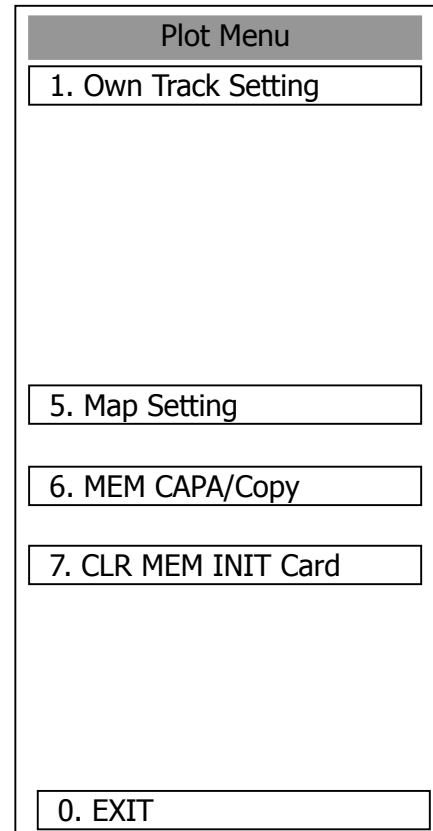 Plot Menu
1. Own Track Setting
5. Map Setting
6. MEM CAPA/Copy
7. CLR MEM INIT Card
0. EXIT